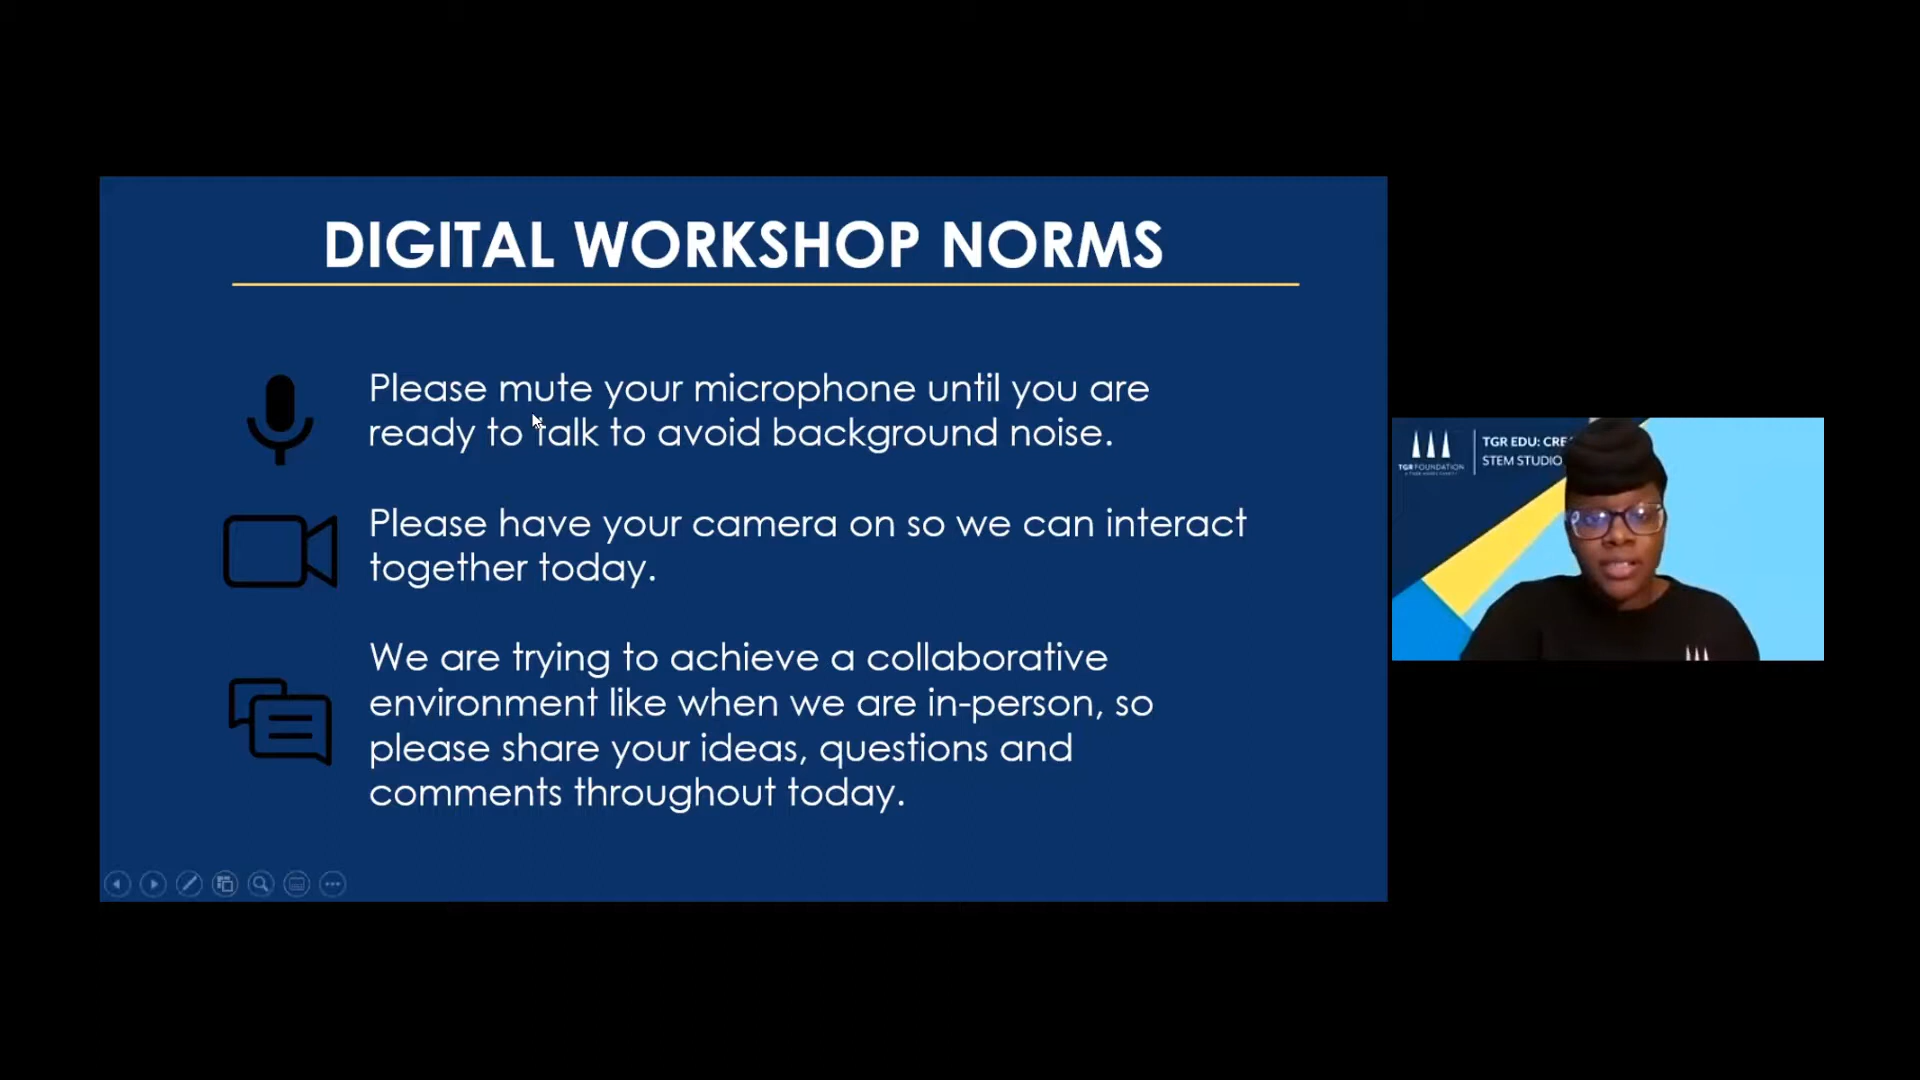 DIGITAL WORKSHOP NORMS
Please mute your microphone until you are
ready to talk to avoid background noise.
Please have your camera on so we can interact
together today.
We are trying to achieve a collaborative
environment like when we are in-person, so
please share your ideas, questions and
comments throughout today.
TGR EDU: CRE
STEM STUDIO
TGR FOUNDATION